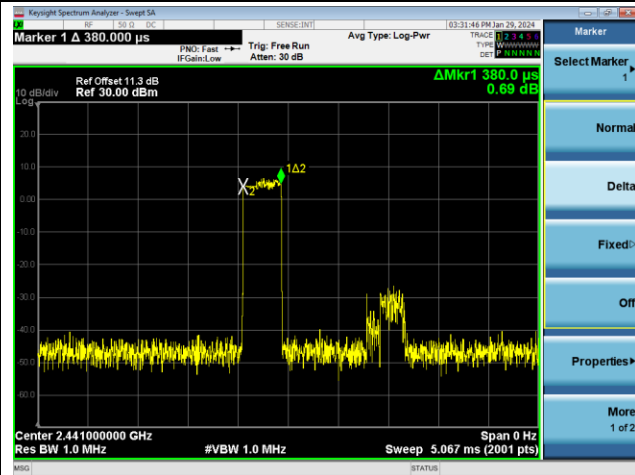 Keysight Spectrum Analyzer - Swept SA
RF 50 Ω DC SENSE:INT 03:31:46 PM Jan 29, 2024
Marker 1 Δ 380.000 µs
PNO: Fast
IFGain:Low
Trig: Free Run
Atten: 30 dB
Avg Type: Log-Pwr
TRACE 1 2 3 4 5 6
TYPE WWWWWW
DET P N N N N N
Ref Offset 11.3 dB
Ref 30.00 dBm
10 dB/div
Log
ΔMkr1 380.0 µs
0.69 dB
20.0
10.0
0.00
-10.0
-20.0
-30.0
-40.0
-50.0
-60.0
1Δ2
X2
Center 2.441000000 GHz
Span 0 Hz
Res BW 1.0 MHz
#VBW 1.0 MHz
Sweep 5.067 ms (2001 pts)
MSG
STATUS
Marker
Select Marker
1
Normal
Delta
Fixed
Off
Properties
More
1 of 2